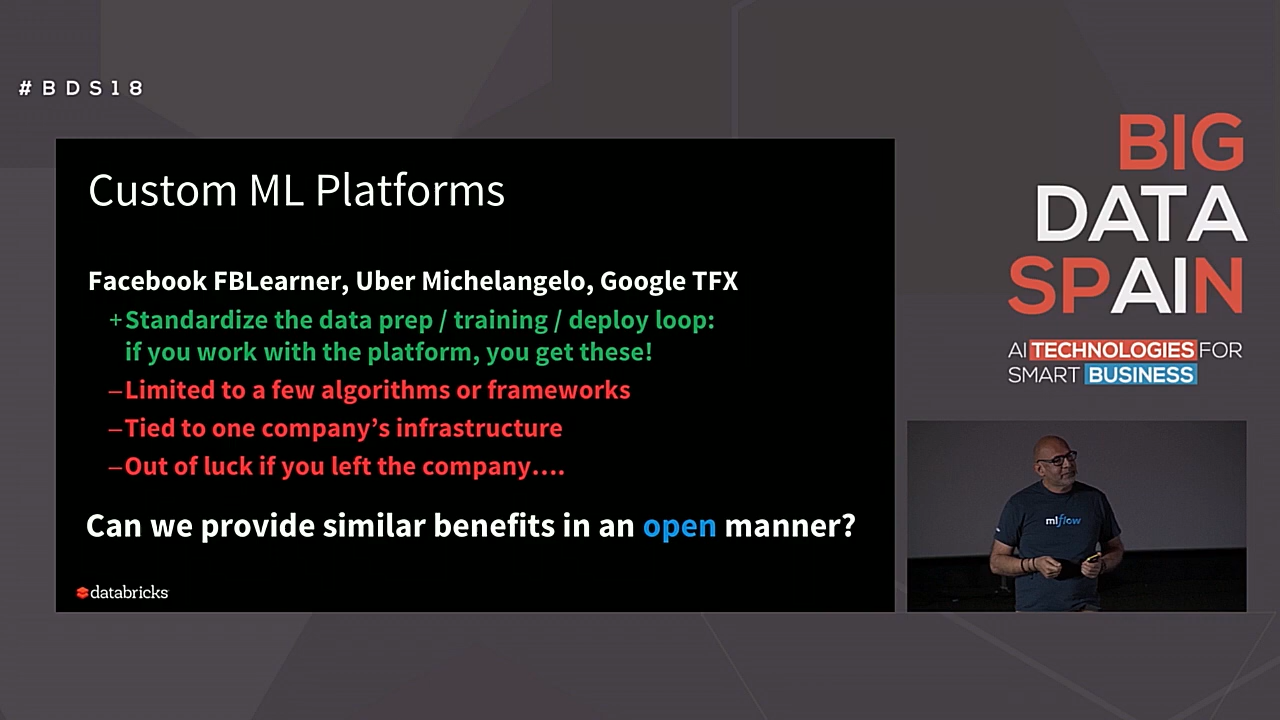 #BDS18
Custom ML Platforms
Facebook FBLearner, Uber Michelangelo, Google TFX
+Standardize the data prep / training / deploy loop:
if you work with the platform, you get these!
–Limited to a few algorithms or frameworks
–Tied to one company’s infrastructure
–Out of luck if you left the company….
Can we provide similar benefits in an open manner?
databricks
BIG
DATA
SPAIN
AI TECHNOLOGIES FOR
SMART BUSINESS
mlflow